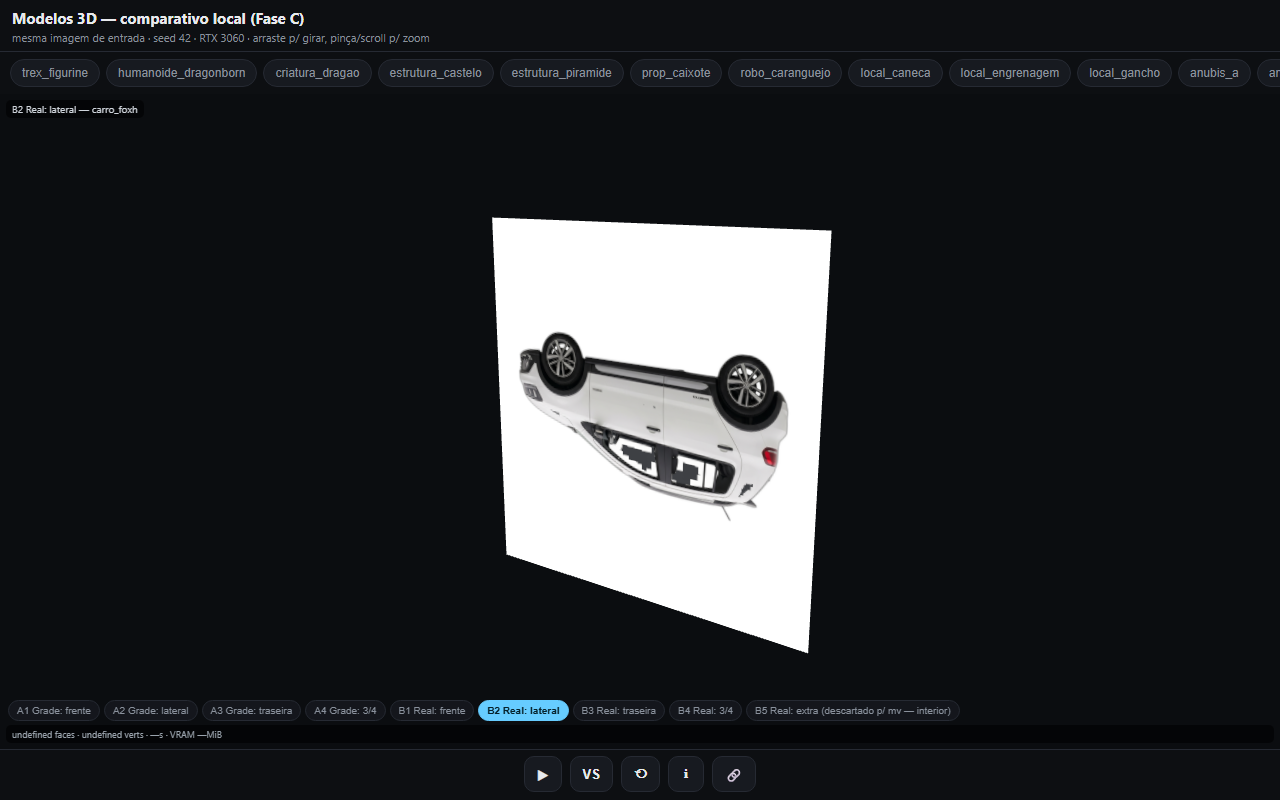 Modelos 3D — comparativo local (Fase C)
mesma imagem de entrada · seed 42 · RTX 3060 · arraste p/ girar, pinça/scroll p/ zoom
trex_figurine humanoide_dragonborn criatura_dragao estrutura_castelo estrutura_piramide prop_caixote robo_caranguejo local_caneca local_engrenagem local_gancho anubis_a
B2 Real: lateral — carro_foxh
A1 Grade: frente A2 Grade: lateral A3 Grade: traseira A4 Grade: 3/4 B1 Real: frente B2 Real: lateral B3 Real: traseira B4 Real: 3/4 B5 Real: extra (descartado p/ mv — interior)
undefined faces · undefined verts · —s · VRAM —MiB
VS